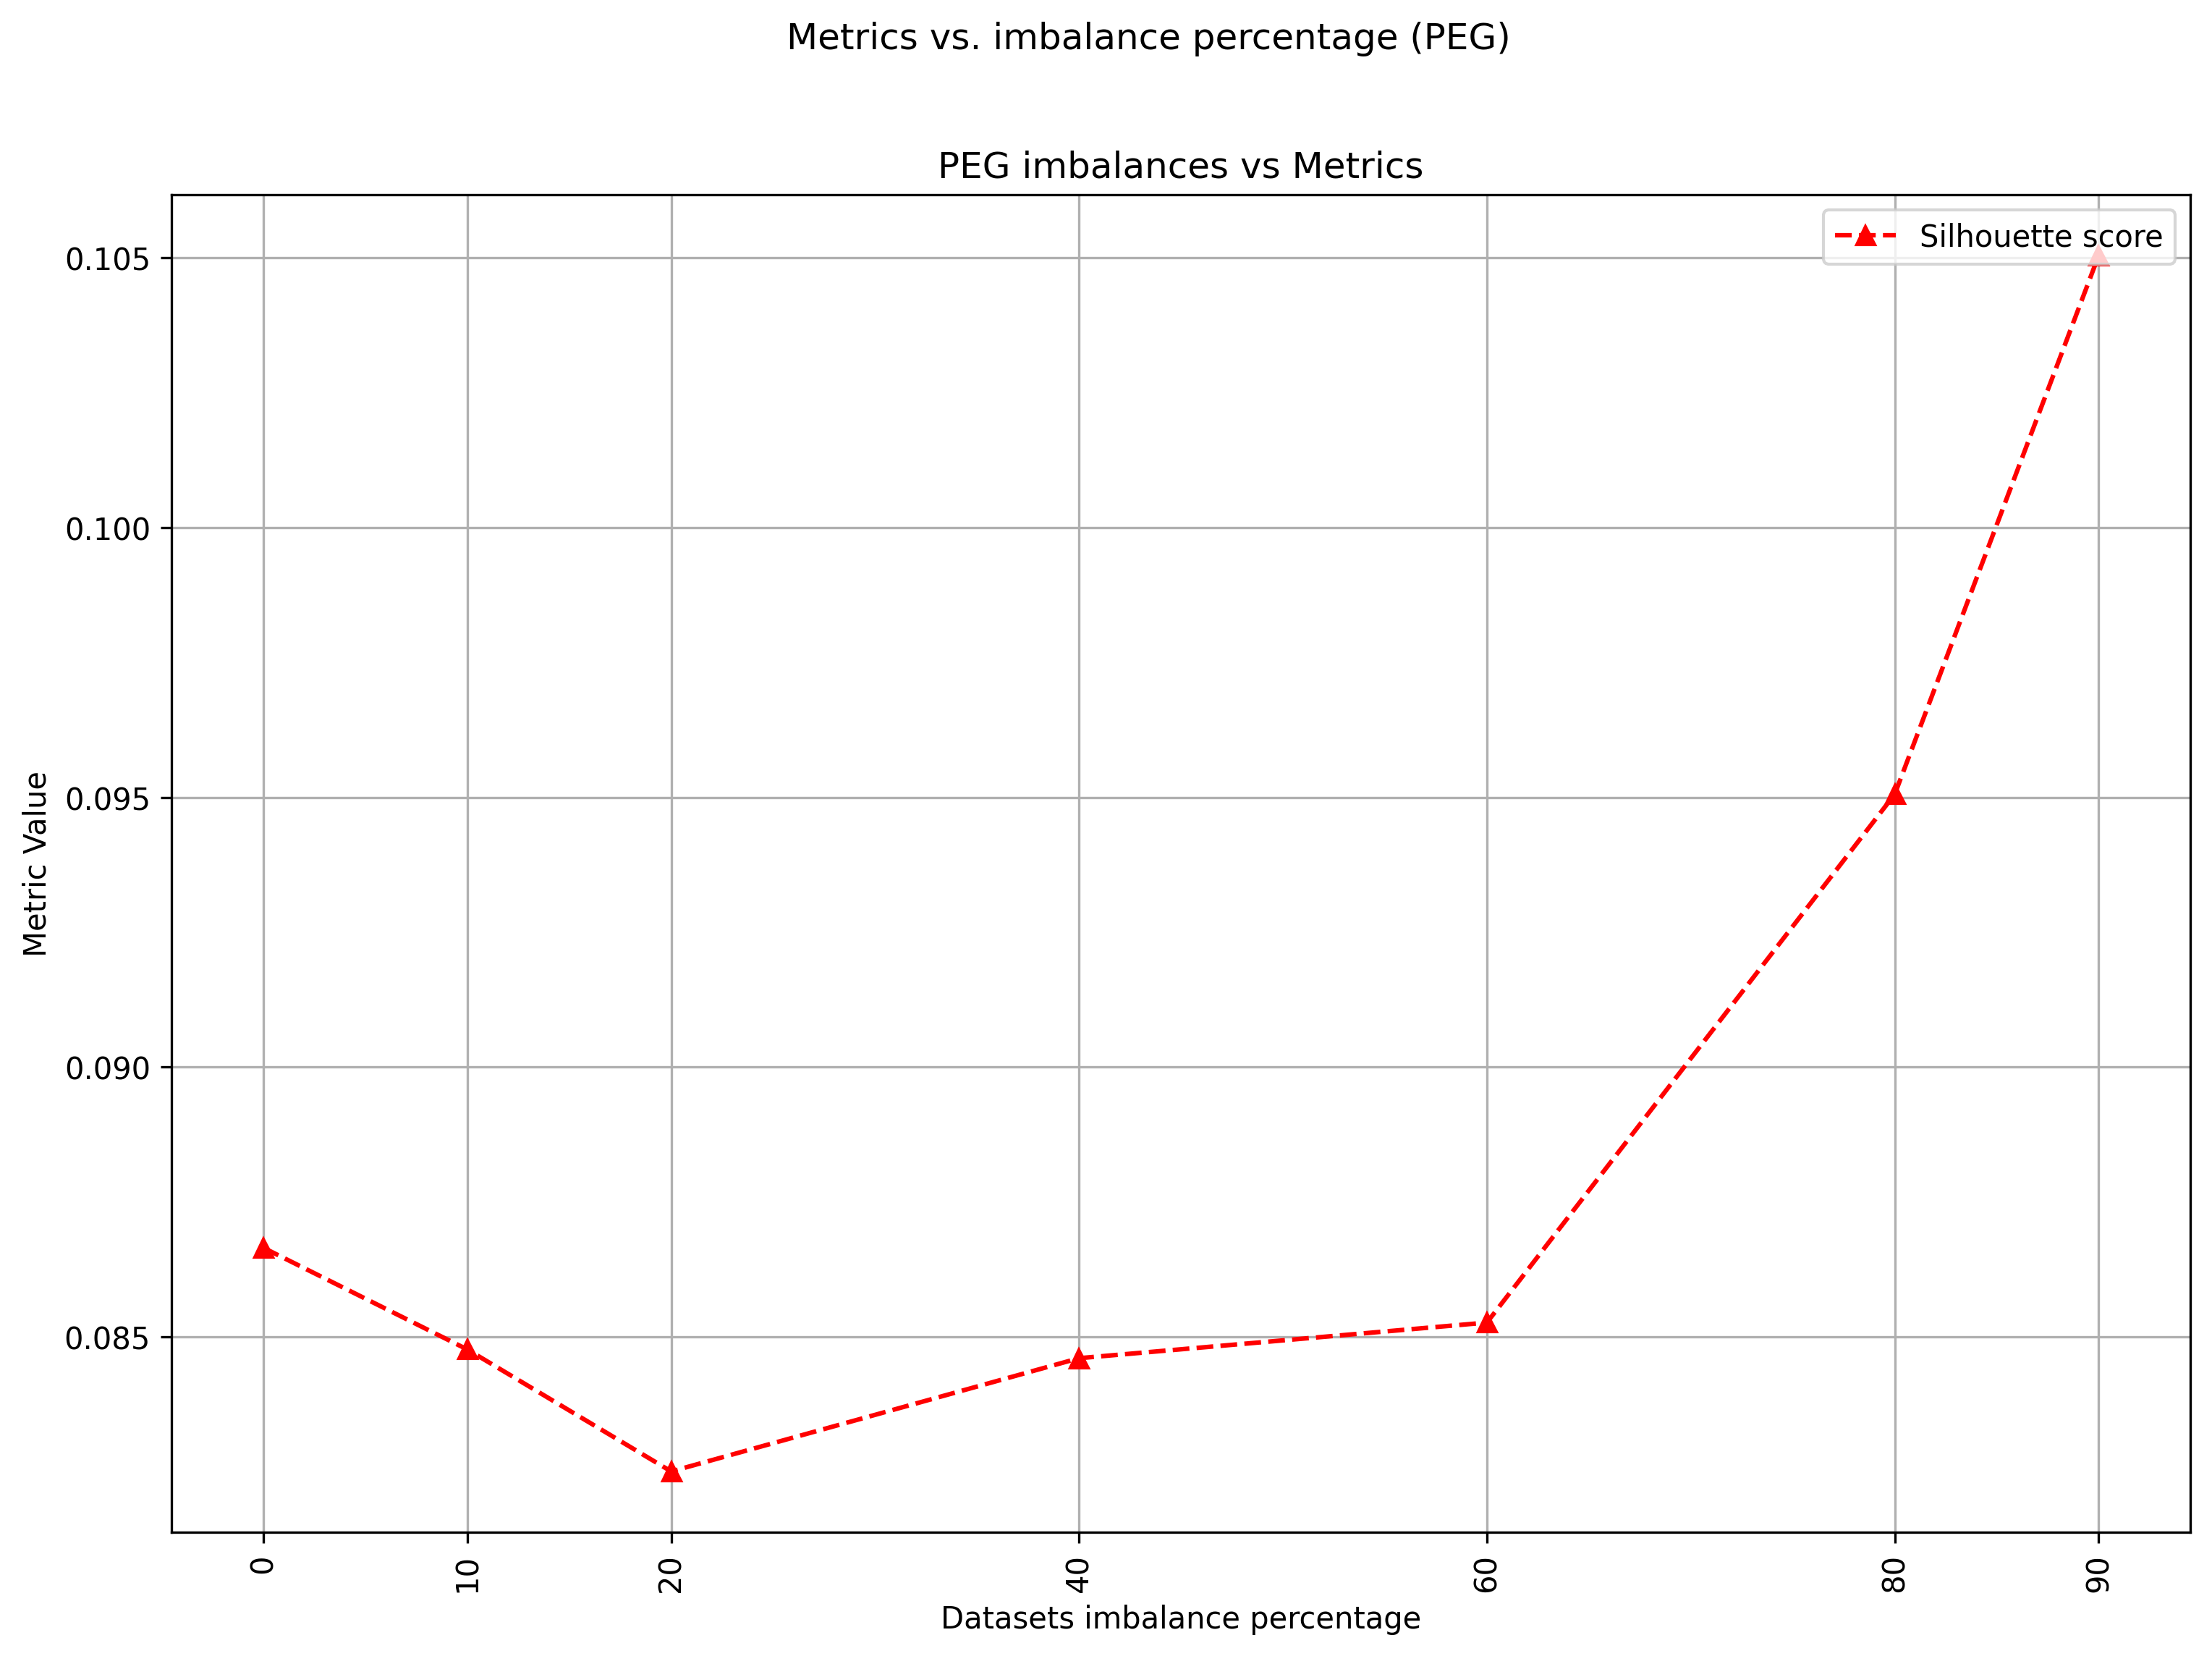 Metrics vs. imbalance percentage (PEG)
PEG imbalances vs Metrics
Silhouette score
0.105
0.100
0.095
0.090
0.085
Metric Value
0 10 20 40 60 80 90
Datasets imbalance percentage